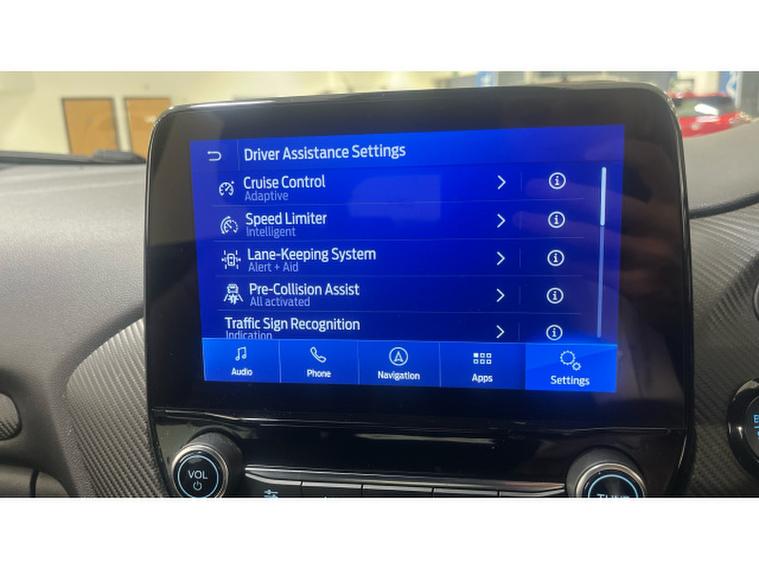 Driver Assistance Settings
Cruise Control
Adaptive
Speed Limiter
Intelligent
Lane-Keeping System
Alert + Aid
Pre-Collision Assist
All activated
Traffic Sign Recognition
Indication
Audio
Phone
Navigation
Apps
Settings
VOL
TUNE